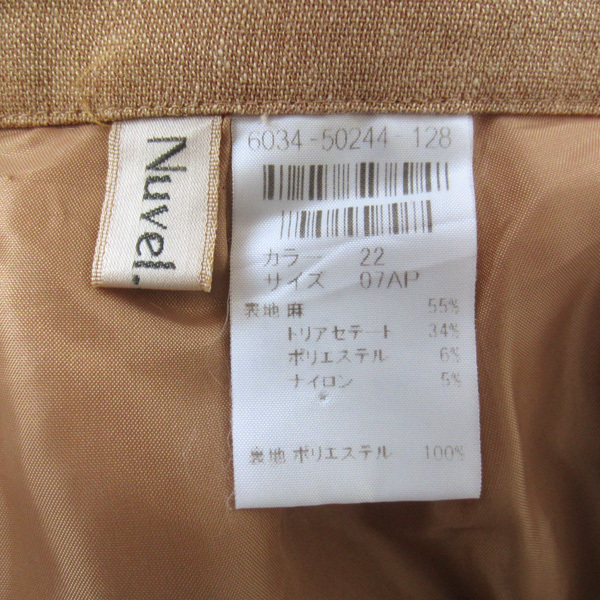 Nuvel.
6034-50244-128
カラー 22
サイズ 07AP
表地 麻 55%
トリアセテート 34%
ポリエステル 6%
ナイロン 5%
裏地 ポリエステル 100%